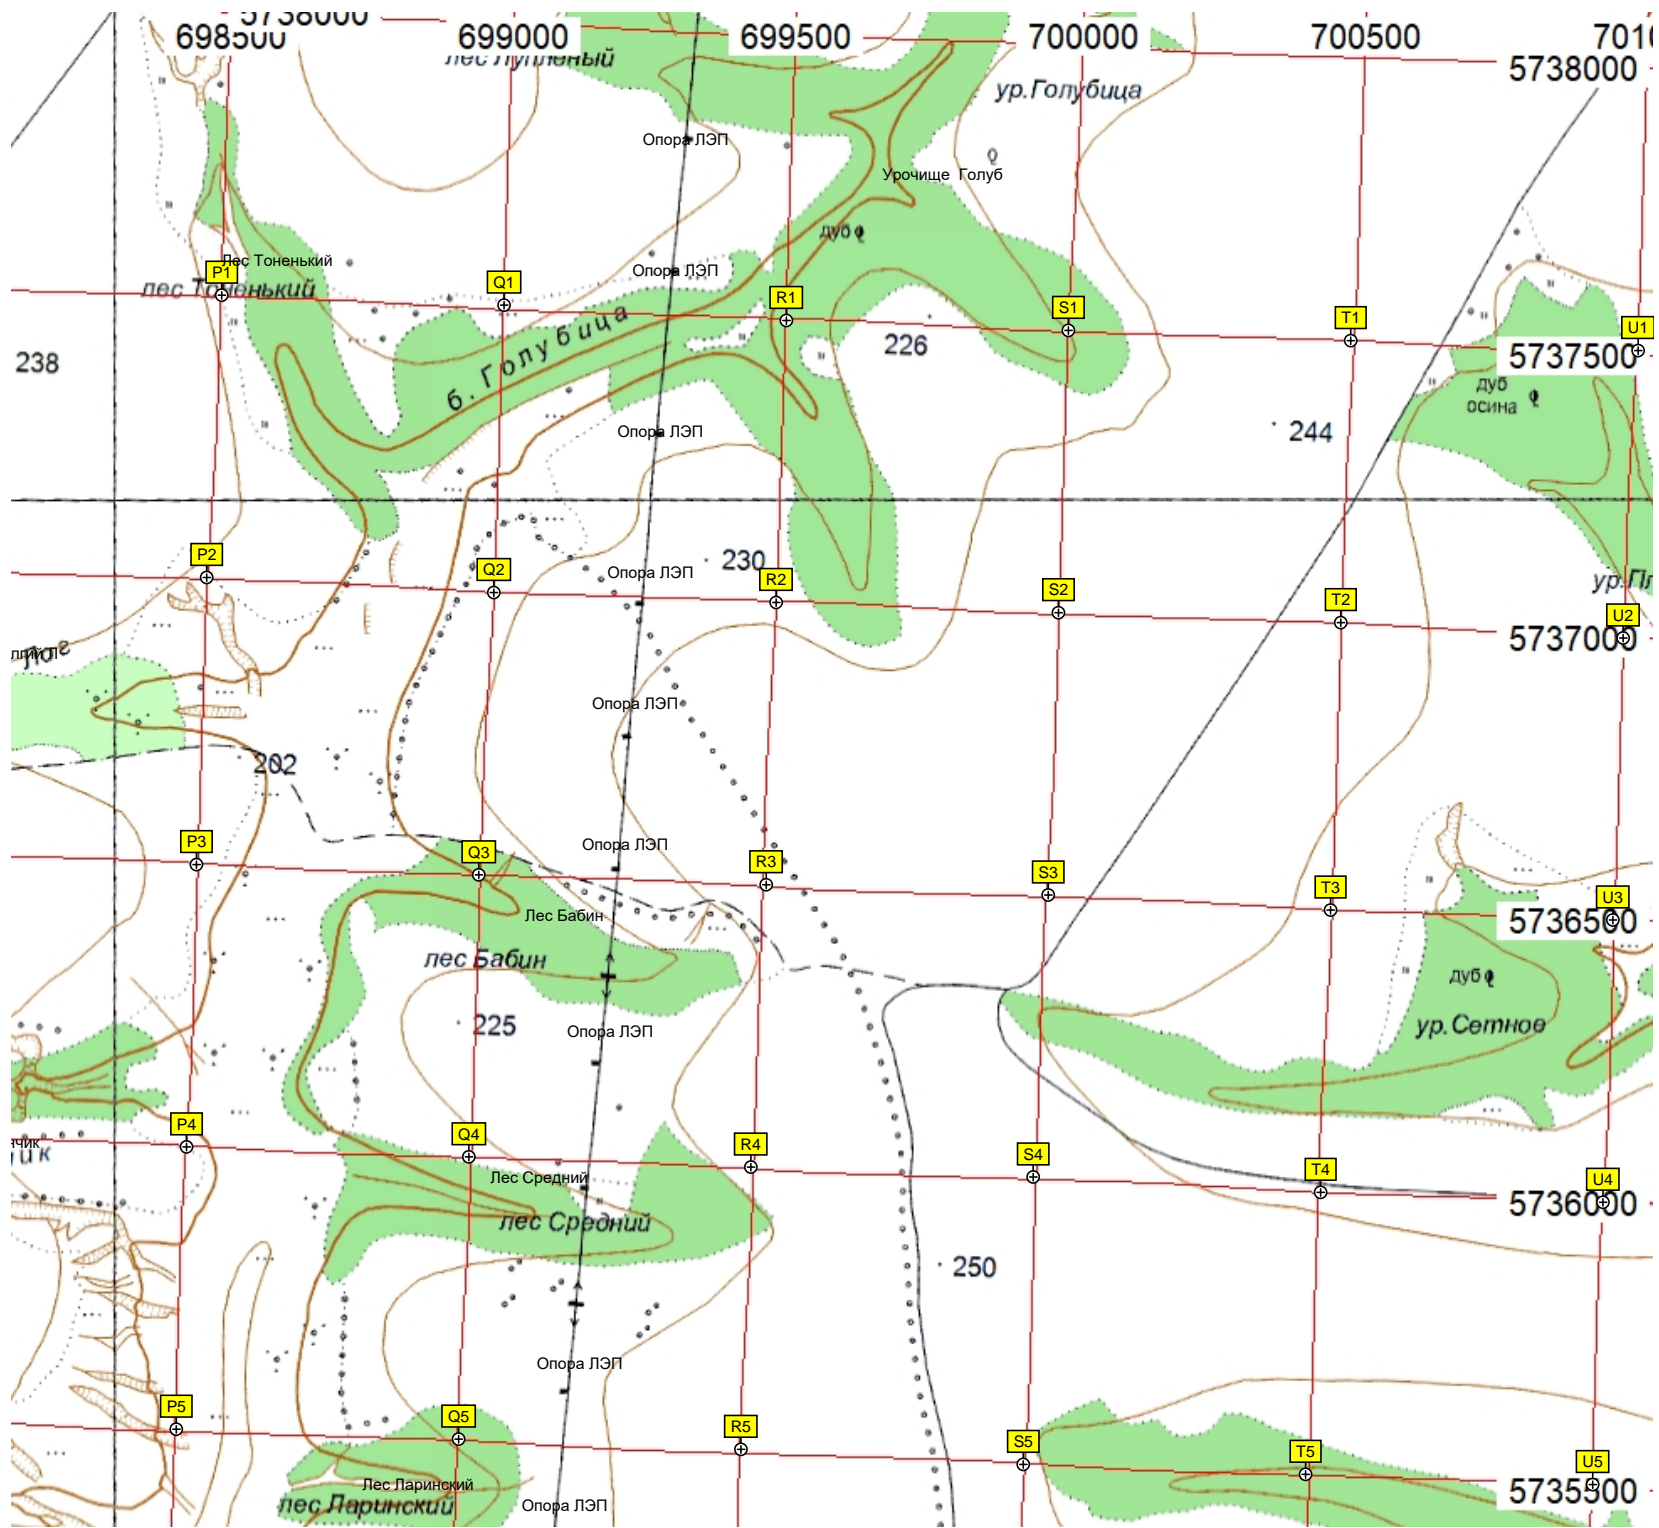 5738000
698500
699000
699500
700000
700500
лес Лупленый
5738000
ур.Голубица
Опора ЛЭП
Урочище Голуб
дуб
Лес Тоненький
P1
лес Тоненький
Опора ЛЭП
Q1
R1
S1
T1
U1
б. Голубица
226
5737500
238
дуб
осина
Опора ЛЭП
244
P2
Q2
Опора ЛЭП
230
R2
S2
T2
U2
5737000
Лог
Опора ЛЭП
202
P3
Q3
Опора ЛЭП
R3
S3
T3
U3
5736500
Лес Бабин
лес Бабин
дуб
225
Опора ЛЭП
ур.Сетное
P4
Q4
R4
S4
T4
U4
Лес Средний
5736000
лес Средний
250
Опора ЛЭП
P5
Q5
R5
S5
T5
U5
Лес Ларинский
5735500
лес Ларинский
Опора ЛЭП